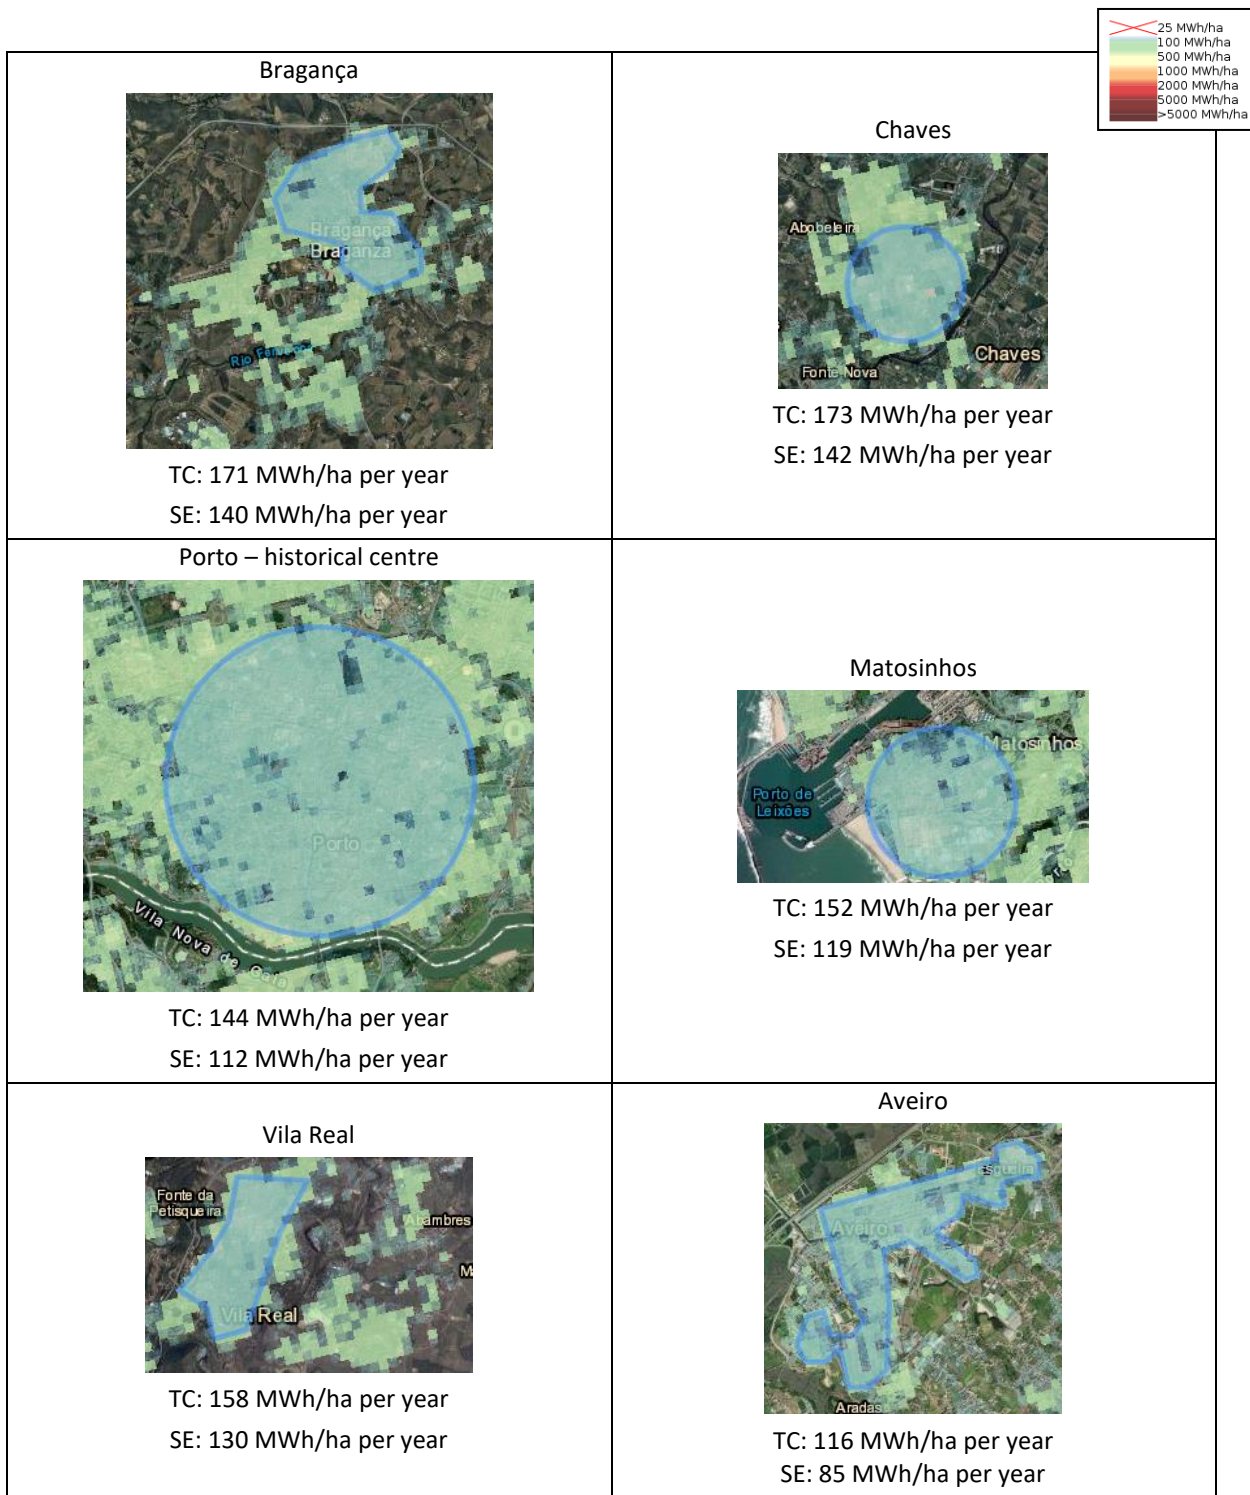 25 MWh/ha
100 MWh/ha
500 MWh/ha
1000 MWh/ha
2000 MWh/ha
5000 MWh/ha
>5000 MWh/ha
Bragança
Bragança
Braganza
TC: 171 MWh/ha per year
SE: 140 MWh/ha per year
Chaves
Abobeleira
Chaves
Fonte Nova
TC: 173 MWh/ha per year
SE: 142 MWh/ha per year
Porto – historical centre
Porto
Vila Nova de Gaia
TC: 144 MWh/ha per year
SE: 112 MWh/ha per year
Matosinhos
Matosinhos
Porto de
Leixões
TC: 152 MWh/ha per year
SE: 119 MWh/ha per year
Vila Real
Fonte da
Petisqueira
Abambres
Vila Real
TC: 158 MWh/ha per year
SE: 130 MWh/ha per year
Aveiro
Esgueira
Aveiro
Aradas
TC: 116 MWh/ha per year
SE: 85 MWh/ha per year